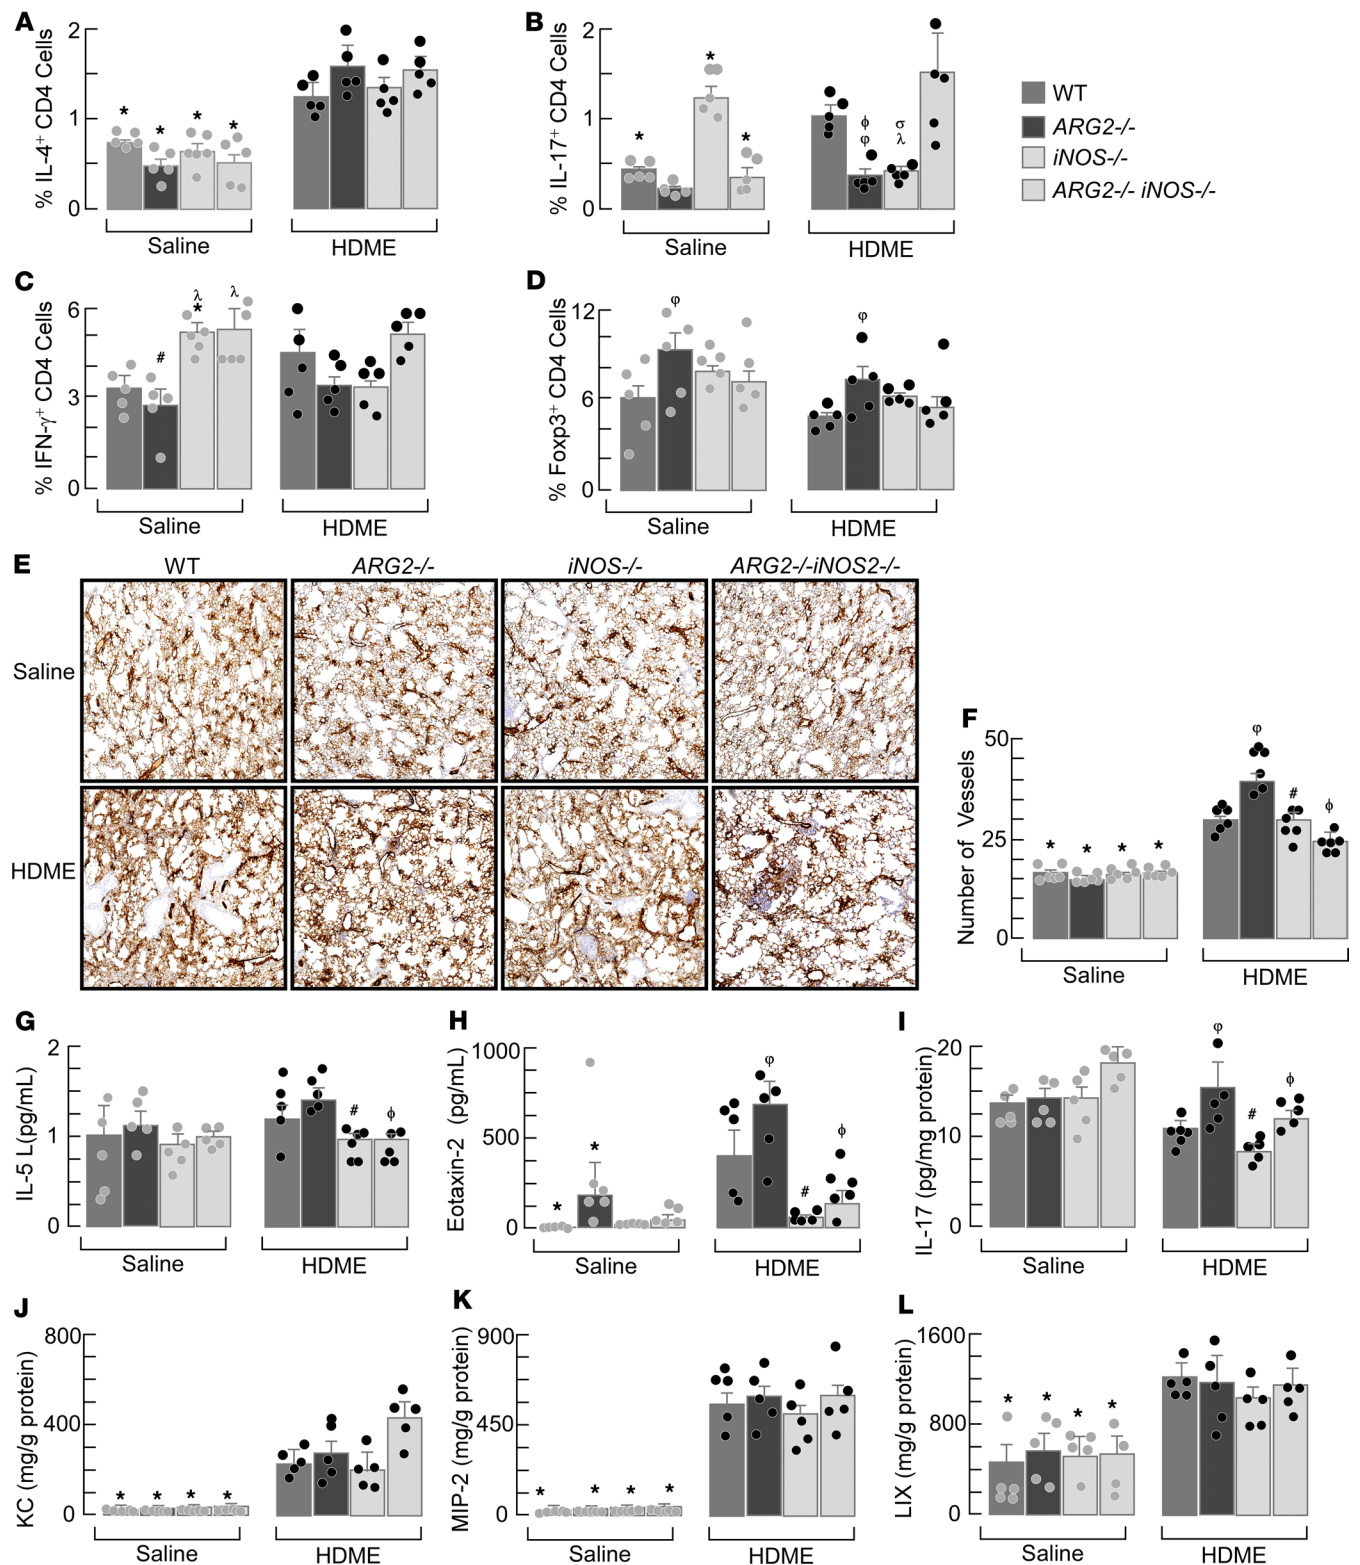 A
% IL-4+ CD4 Cells
2
1
0
* * * *
Saline
HDME
B
% IL-17+ CD4 Cells
2
1
0
* * *
ϕ
φ
σ
λ
Saline
HDME
WT
ARG2-/-
iNOS-/-
ARG2-/- iNOS-/-
C
% IFN-γ+ CD4 Cells
6
3
0
#
λ
*
λ
Saline
HDME
D
% Foxp3+ CD4 Cells
12
6
0
φ
φ
Saline
HDME
E
WT
ARG2-/-
iNOS-/-
ARG2-/-iNOS2-/-
Saline
HDME
F
Number of Vessels
50
25
0
* * * *
φ
#
ϕ
Saline
HDME
G
IL-5 L(pg/mL)
2
1
0
#
ϕ
Saline
HDME
H
Eotaxin-2 (pg/mL)
1000
500
0
* *
φ
#
ϕ
Saline
HDME
I
IL-17 (pg/mg protein)
20
10
0
φ
#
ϕ
Saline
HDME
J
KC (mg/g protein)
800
400
0
* * * *
Saline
HDME
K
MIP-2 (mg/g protein)
900
450
0
* * * *
Saline
HDME
L
LIX (mg/g protein)
1600
800
0
* * * *
Saline
HDME